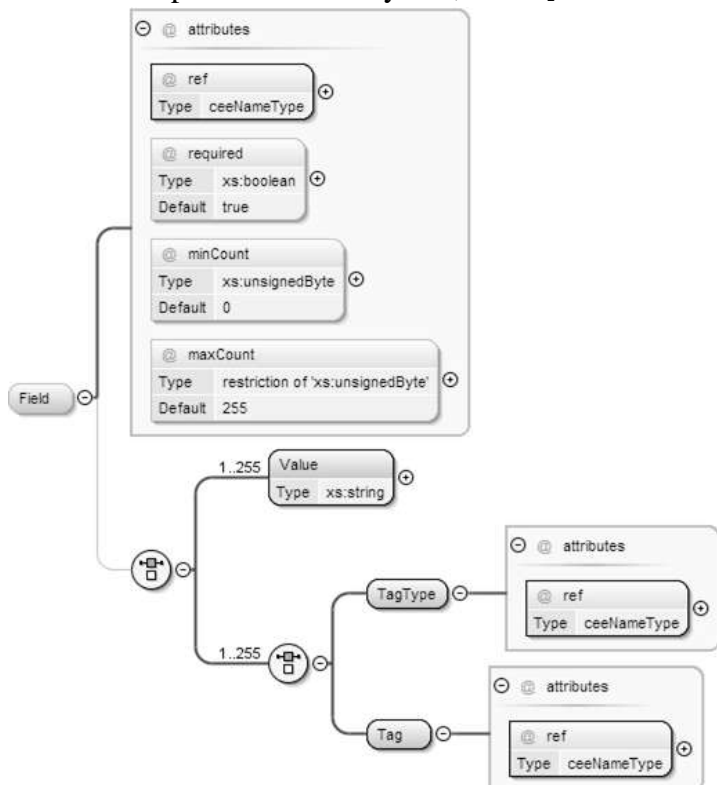 @ attributes
@ ref
Type ceeNameType
@ required
Type xs:boolean
Default true
@ minCount
Type xs:unsignedByte
Default 0
@ maxCount
Type restriction of 'xs:unsignedByte'
Default 255
Field
1..255
Value
Type xs:string
@ attributes
TagType
@ ref
Type ceeNameType
1..255
@ attributes
Tag
@ ref
Type ceeNameType